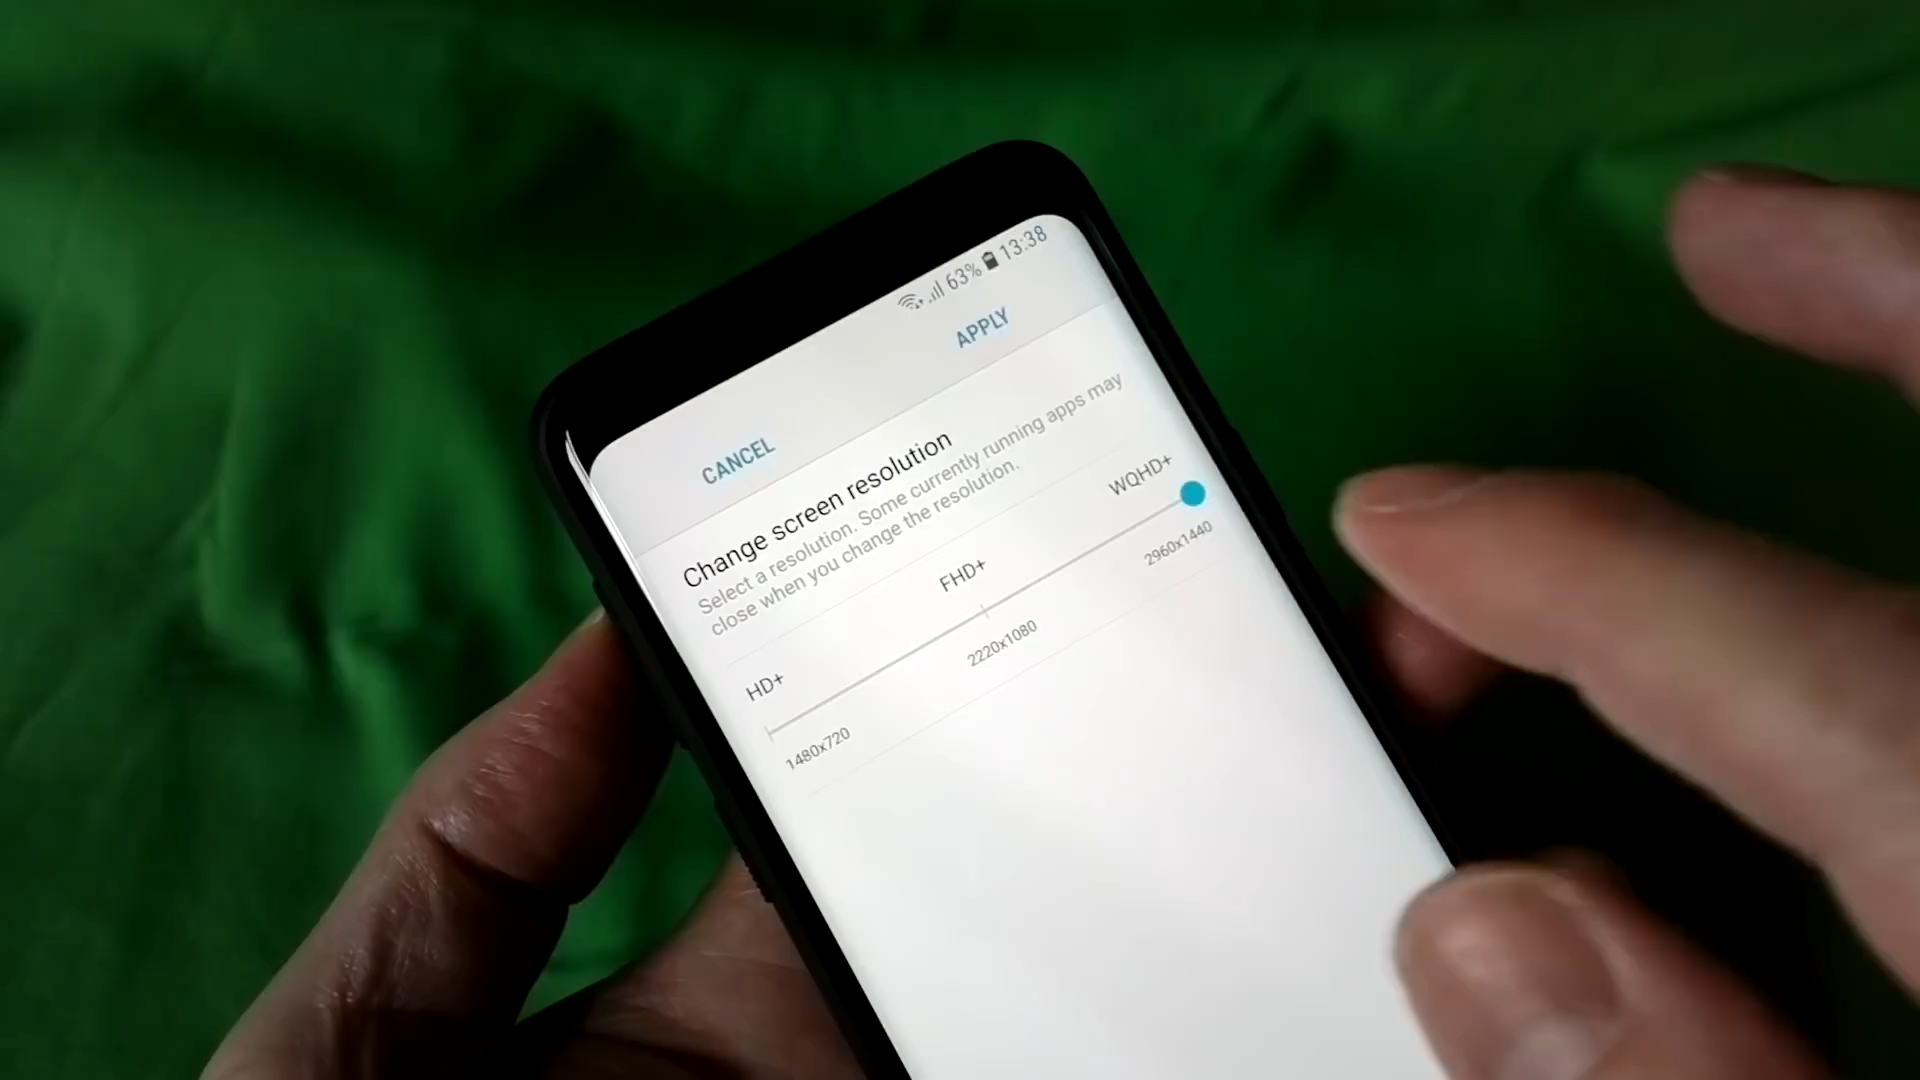 63% 13:38
CANCEL APPLY
Change screen resolution
Select a resolution. Some currently running apps may
close when you change the resolution.
HD+ FHD+ WQHD+
1480x720 2220x1080 2960x1440